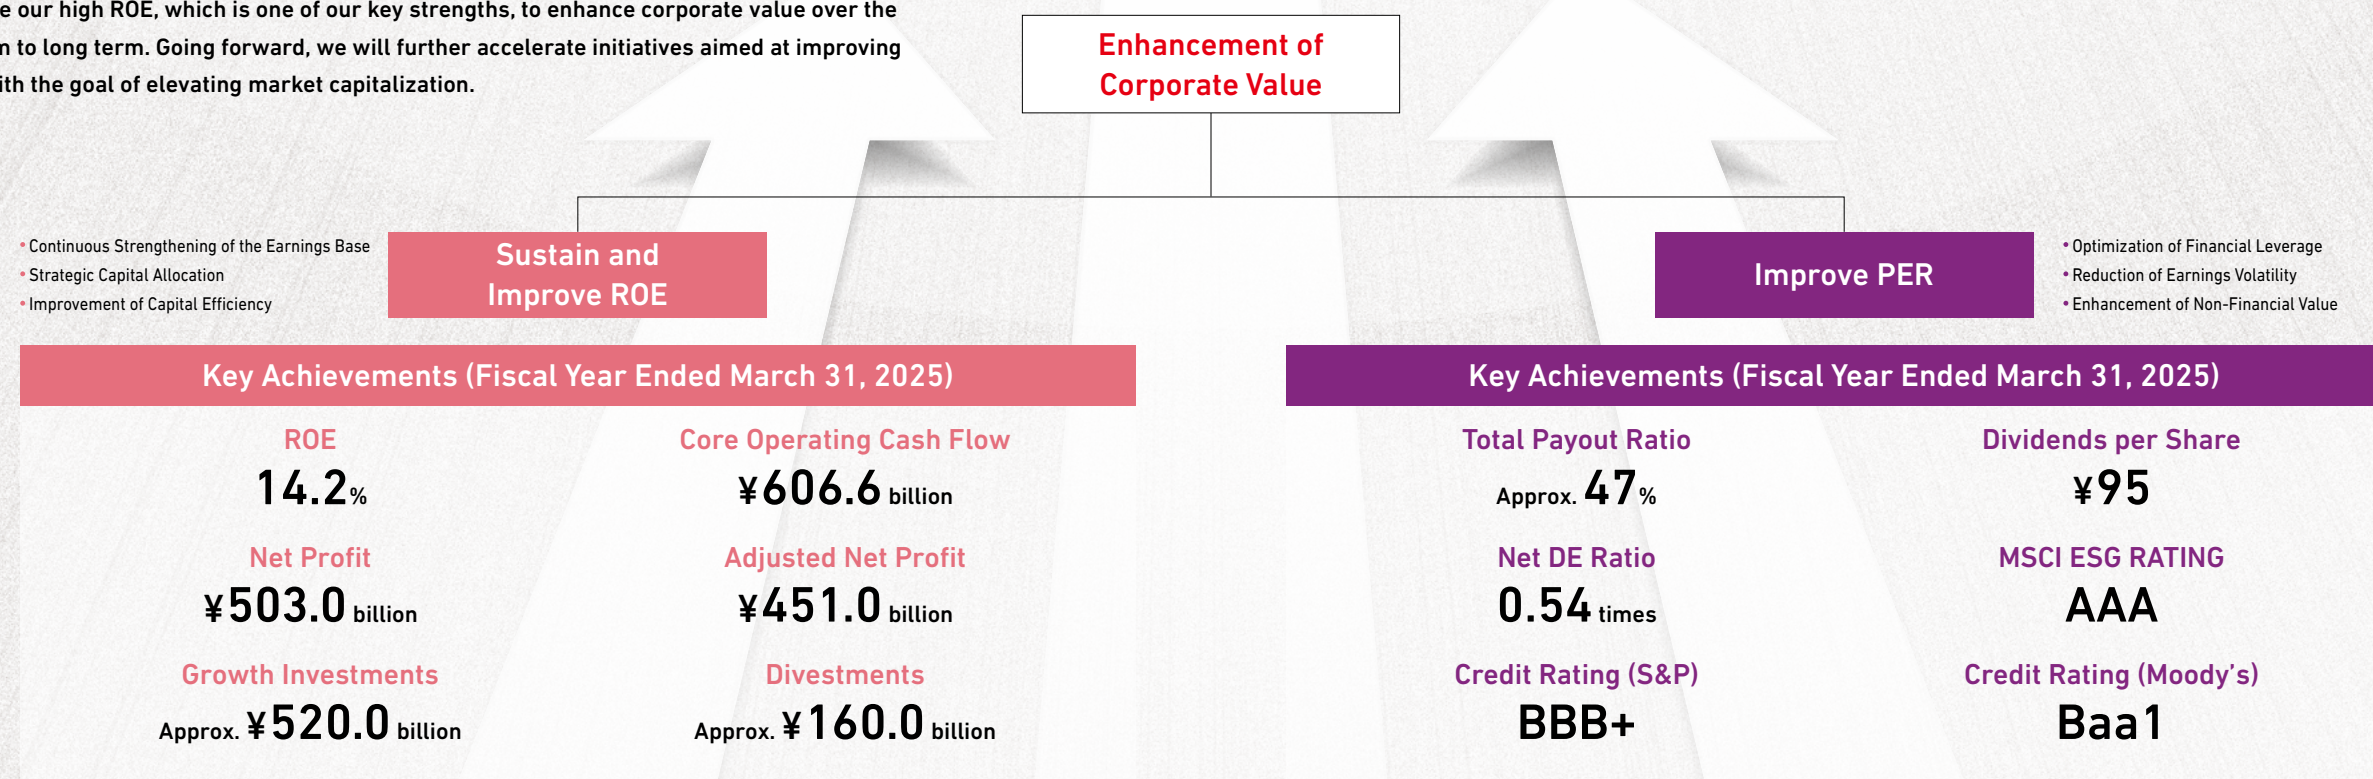 e our high ROE, which is one of our key strengths, to enhance corporate value over the
to long term. Going forward, we will further accelerate initiatives aimed at improving
the goal of elevating market capitalization.
Enhancement of
Corporate Value
• Continuous Strengthening of the Earnings Base
• Strategic Capital Allocation
• Improvement of Capital Efficiency
Sustain and
Improve ROE
Improve PER
• Optimization of Financial Leverage
• Reduction of Earnings Volatility
• Enhancement of Non-Financial Value
Key Achievements (Fiscal Year Ended March 31, 2025)
ROE
14.2%
Core Operating Cash Flow
¥606.6 billion
Net Profit
¥503.0 billion
Adjusted Net Profit
¥451.0 billion
Growth Investments
Approx. ¥520.0 billion
Divestments
Approx. ¥160.0 billion
Key Achievements (Fiscal Year Ended March 31, 2025)
Total Payout Ratio
Approx. 47%
Dividends per Share
¥95
Net DE Ratio
0.54 times
MSCI ESG RATING
AAA
Credit Rating (S&P)
BBB+
Credit Rating (Moody's)
Baa1